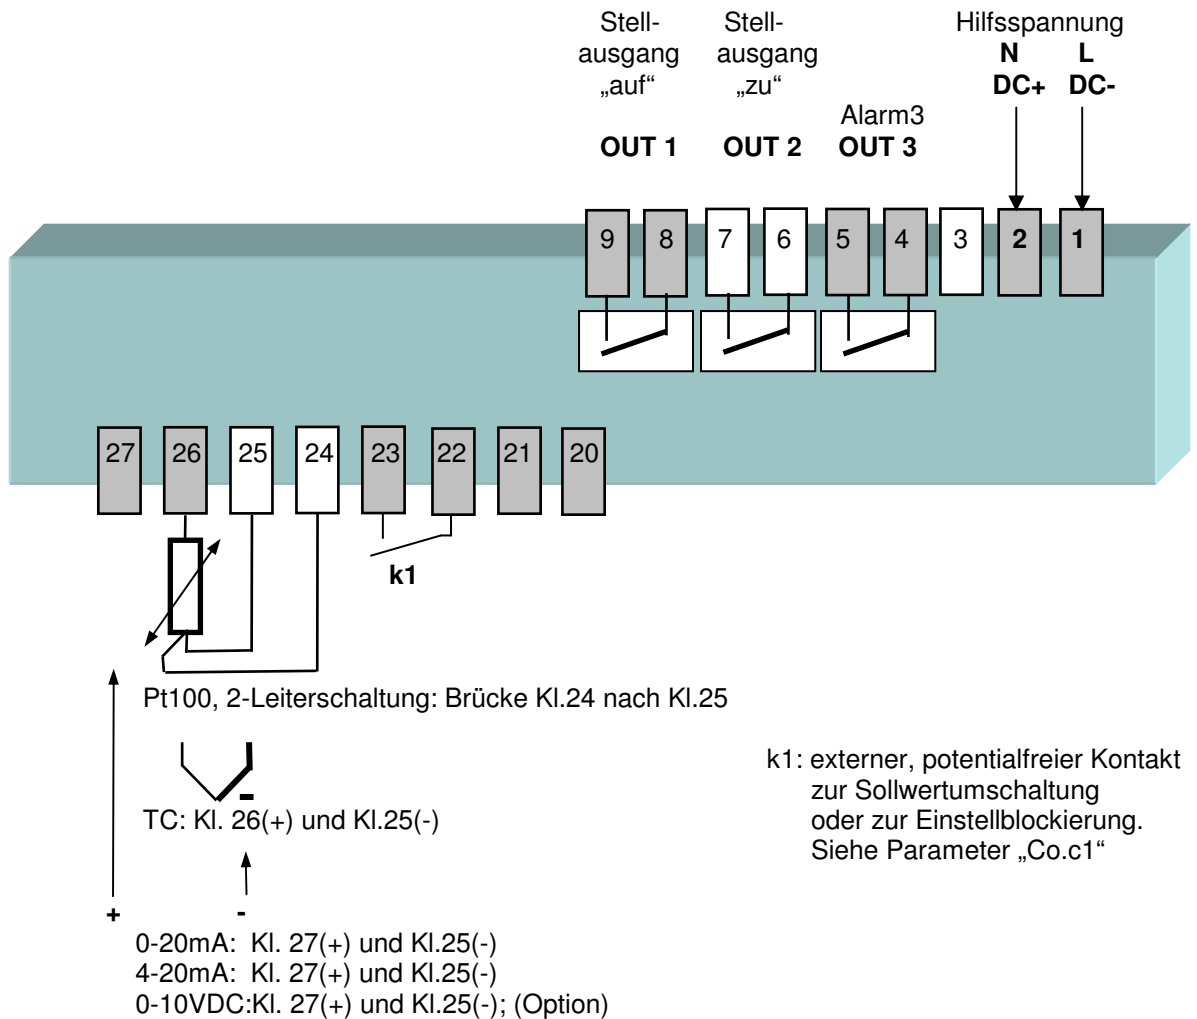 Stell-
ausgang
„auf“
OUT 1
Stell-
ausgang
„zu“
OUT 2
Alarm3
OUT 3
Hilfsspannung
N L
DC+ DC-
9 8 7 6 5 4 3 2 1
27 26 25 24 23 22 21 20
k1
Pt100, 2-Leiterschaltung: Brücke Kl.24 nach Kl.25
-
TC: Kl. 26(+) und Kl.25(-)
k1: externer, potentialfreier Kontakt
zur Sollwertumschaltung
oder zur Einstellblockierung.
Siehe Parameter „Co.c1“
+ -
0-20mA: Kl. 27(+) und Kl.25(-)
4-20mA: Kl. 27(+) und Kl.25(-)
0-10VDC:Kl. 27(+) und Kl.25(-); (Option)